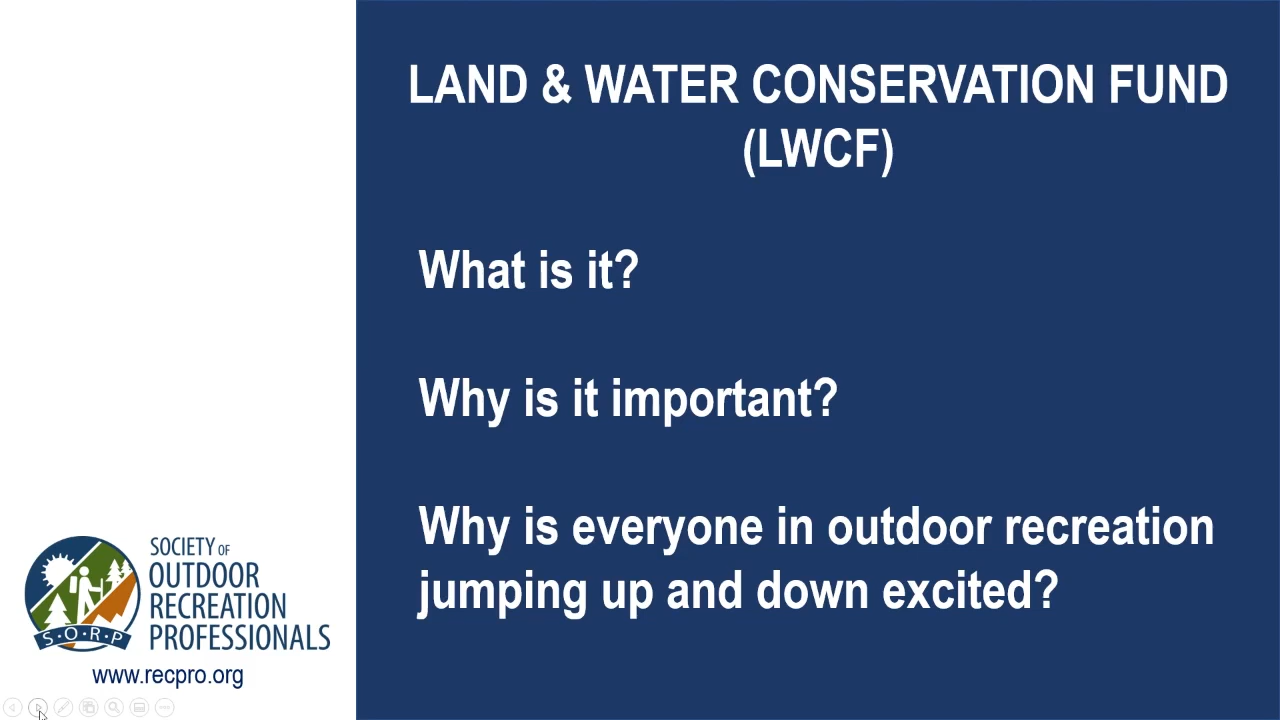 LAND & WATER CONSERVATION FUND
(LWCF)
What is it?
Why is it important?
Why is everyone in outdoor recreation
jumping up and down excited?
SOCIETY OF
OUTDOOR
RECREATION
PROFESSIONALS
S·O·R·P
www.recpro.org